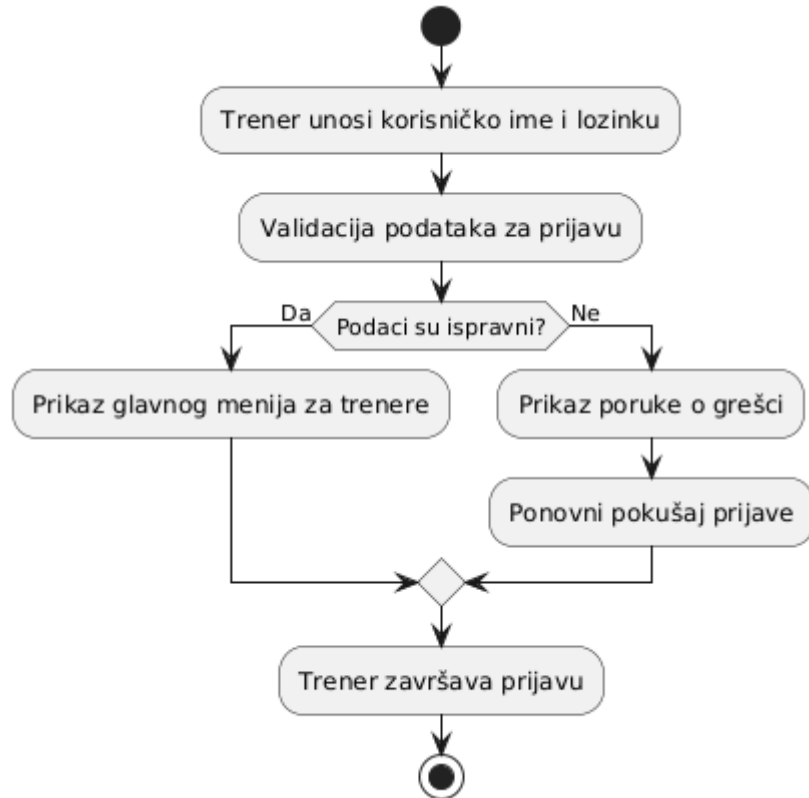 Trener unosi korisničko ime i lozinku
Validacija podataka za prijavu
Da
Podaci su ispravni?
Ne
Prikaz glavnog menija za trenere
Prikaz poruke o grešci
Ponovni pokušaj prijave
Trener završava prijavu